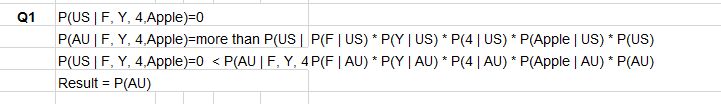 Q1 P(US | F, Y, 4,Apple)=0
P(AU | F, Y, 4,Apple)=more than P(US | P(F | US) * P(Y | US) * P(4 | US) * P(Apple | US) * P(US)
P(US | F, Y, 4,Apple)=0 < P(AU | F, Y, 4 P(F | AU) * P(Y | AU) * P(4 | AU) * P(Apple | AU) * P(AU)
Result = P(AU)